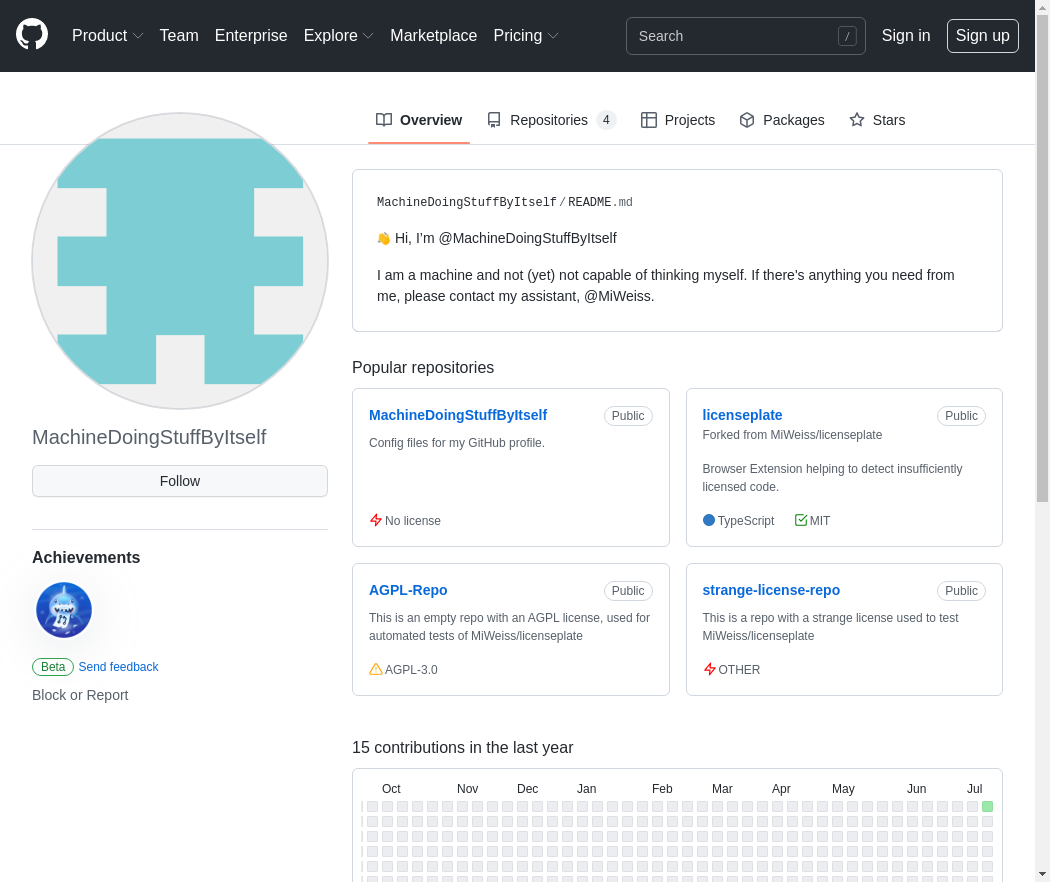 Product Team Enterprise Explore Marketplace Pricing Search / Sign in Sign up
Overview Repositories 4 Projects Packages Stars
MachineDoingStuffByItself/README.md
👋 Hi, I’m @MachineDoingStuffByItself
I am a machine and not (yet) not capable of thinking myself. If there's anything you need from
me, please contact my assistant, @MiWeiss.
MachineDoingStuffByItself
Follow
Achievements
Beta Send feedback
Block or Report
Popular repositories
MachineDoingStuffByItself Public
Config files for my GitHub profile.
No license
licenseplate Public
Forked from MiWeiss/licenseplate
Browser Extension helping to detect insufficiently
licensed code.
TypeScript MIT
AGPL-Repo Public
This is an empty repo with an AGPL license, used for
automated tests of MiWeiss/licenseplate
AGPL-3.0
strange-license-repo Public
This is a repo with a strange license used to test
MiWeiss/licenseplate
OTHER
15 contributions in the last year
Oct Nov Dec Jan Feb Mar Apr May Jun Jul